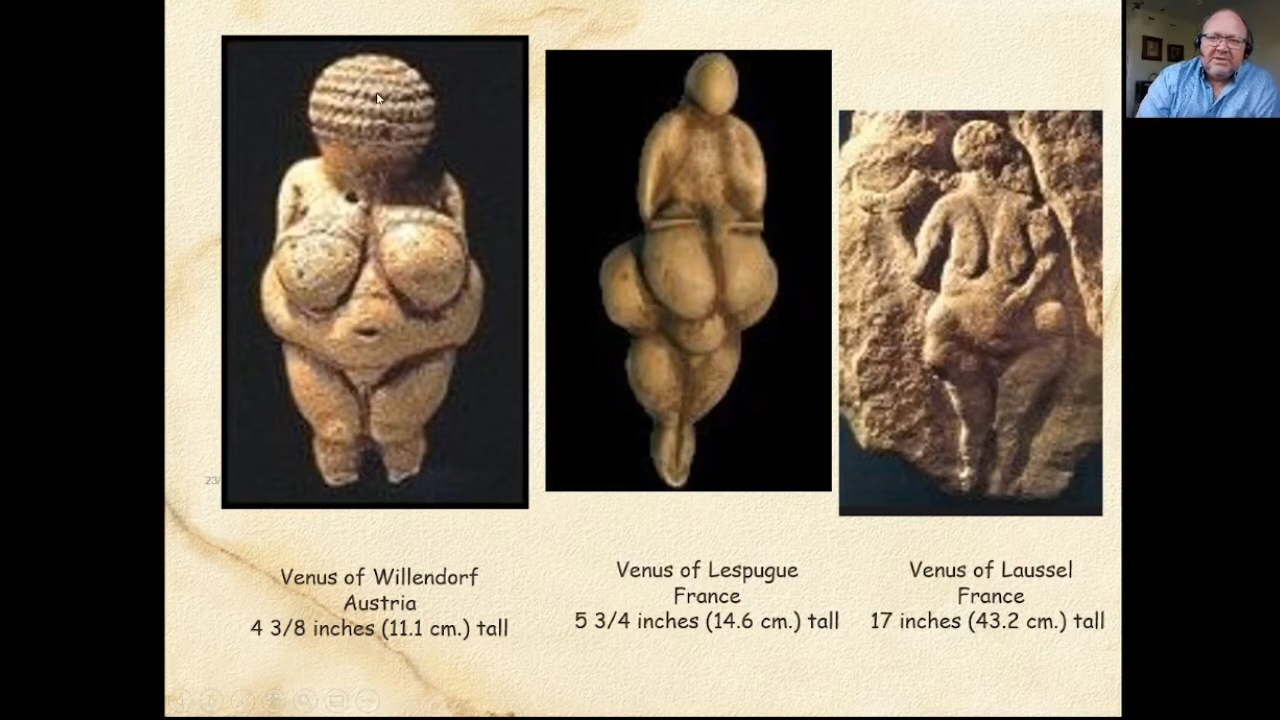 23/
Venus of Willendorf
Austria
4 3/8 inches (11.1 cm.) tall
Venus of Lespugue
France
5 3/4 inches (14.6 cm.) tall
Venus of Laussel
France
17 inches (43.2 cm.) tall